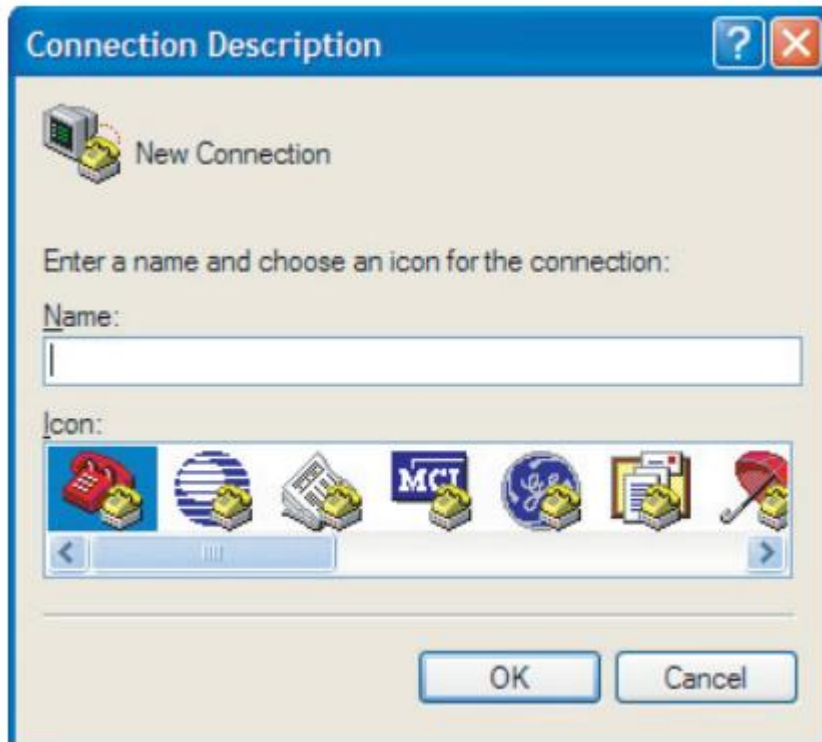 Connection Description
New Connection
Enter a name and choose an icon for the connection:
Name:
Icon:
MCI
OK
Cancel